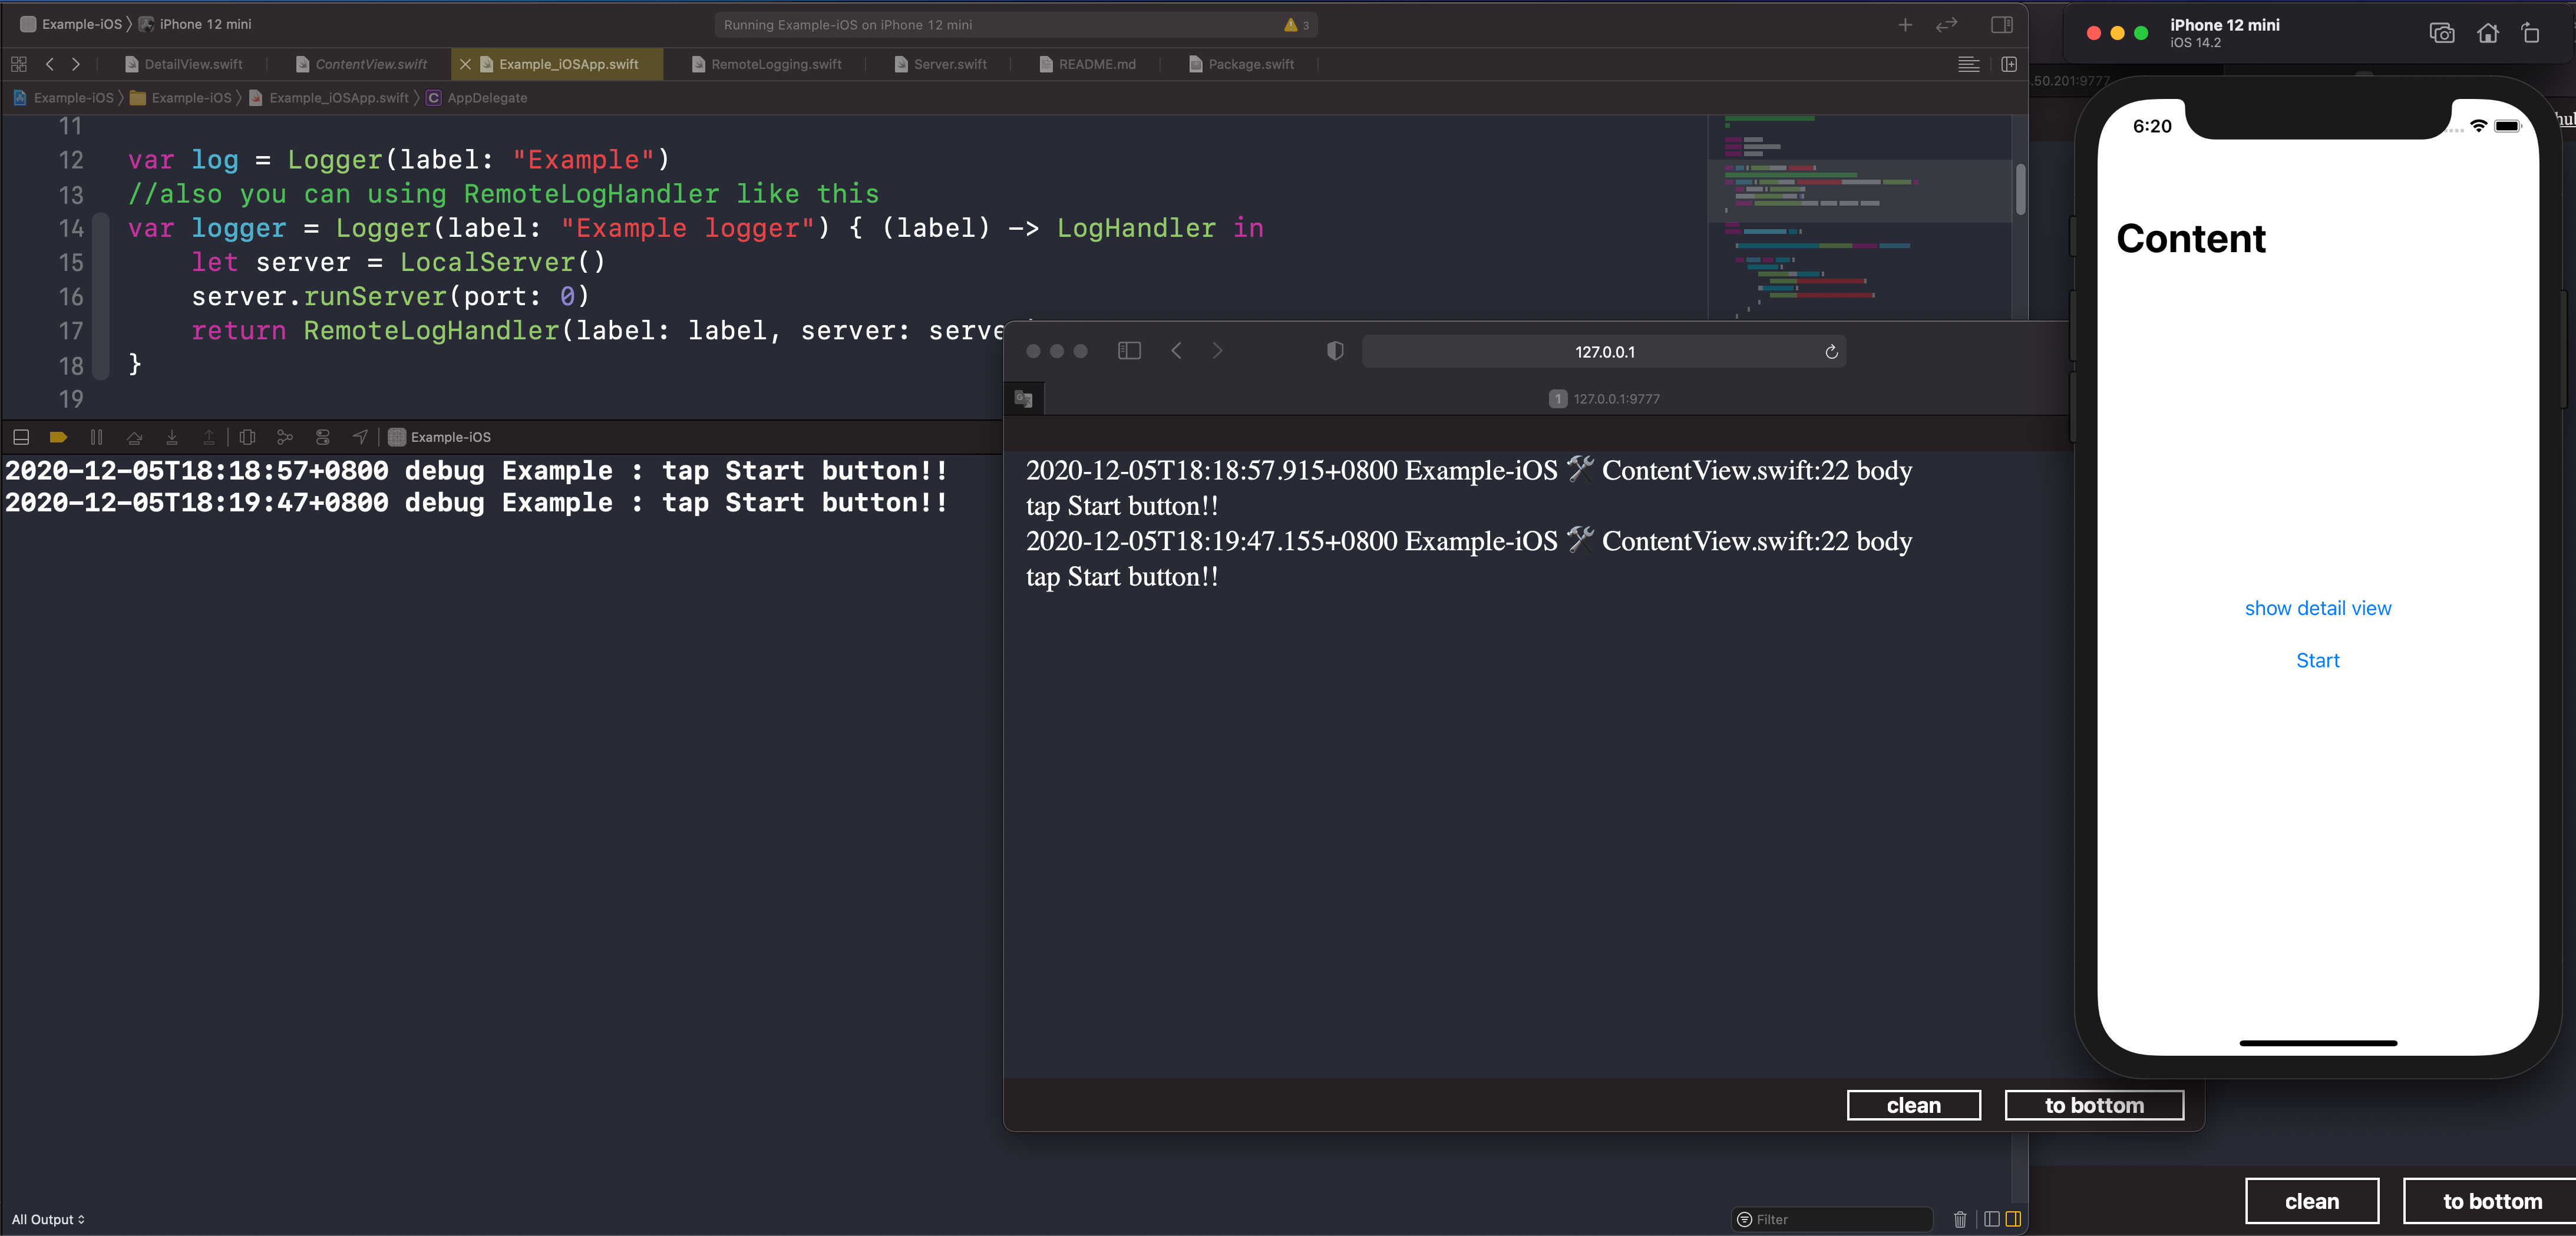 Example-iOS iPhone 12 mini
Running Example-iOS on iPhone 12 mini
3
DetailView.swift
ContentView.swift
Example_iOSApp.swift
RemoteLogging.swift
Server.swift
README.md
Package.swift
Example-iOS Example-iOS Example_iOSApp.swift C AppDelegate
11
12 var log = Logger(label: "Example")
13 //also you can using RemoteLogHandler like this
14 var logger = Logger(label: "Example logger") { (label) -> LogHandler in
15 let server = LocalServer()
16 server.runServer(port: 0)
17 return RemoteLogHandler(label: label, server: serve
18 }
19
Example-iOS
2020-12-05T18:18:57+0800 debug Example : tap Start button!!
2020-12-05T18:19:47+0800 debug Example : tap Start button!!
All Output
Filter
127.0.0.1
1 127.0.0.1:9777
2020-12-05T18:18:57.915+0800 Example-iOS 🛠 ContentView.swift:22 body
tap Start button!!
2020-12-05T18:19:47.155+0800 Example-iOS 🛠 ContentView.swift:22 body
tap Start button!!
clean
to bottom
iPhone 12 mini
iOS 14.2
.50.201:9777
6:20
Content
show detail view
Start
clean
to bottom